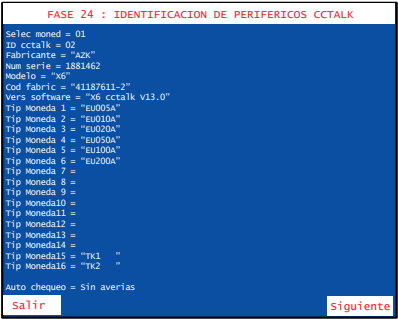 FASE 24 : IDENTIFICACION DE PERIFERICOS CCTALK
Selec moned = 01
ID cctalk = 02
Fabricante = "AZK"
Num serie = 1881462
Modelo = "X6"
Cod fabric = "41187611-2"
Vers software = "X6 cctalk V13.0"
Tip Moneda 1 = "EU005A"
Tip Moneda 2 = "EU010A"
Tip Moneda 3 = "EU020A"
Tip Moneda 4 = "EU050A"
Tip Moneda 5 = "EU100A"
Tip Moneda 6 = "EU200A"
Tip Moneda 7 =
Tip Moneda 8 =
Tip Moneda 9 =
Tip Moneda10 =
Tip Moneda11 =
Tip Moneda12 =
Tip Moneda13 =
Tip Moneda14 =
Tip Moneda15 = "TK1   "
Tip Moneda16 = "TK2   "
Auto chequeo = Sin averias
Salir
Siguiente